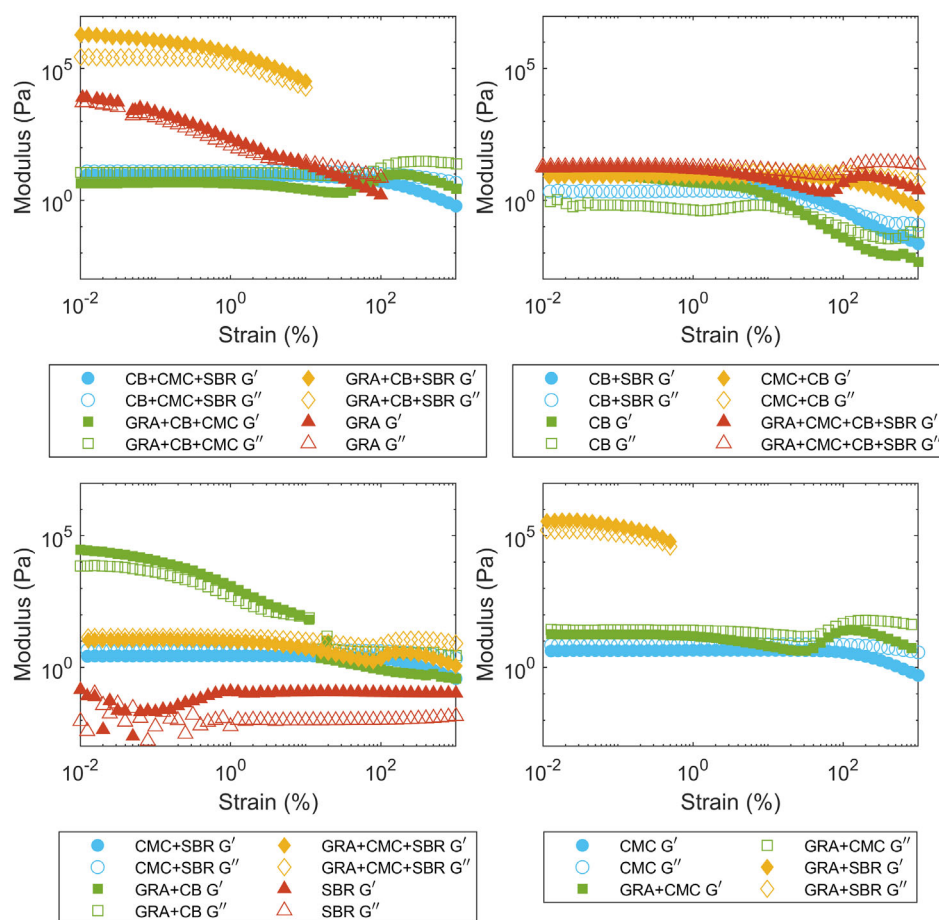 Modulus (Pa)
10^5
10^0
10^-2 10^0 10^2
Strain (%)
CB+CMC+SBR G′
CB+CMC+SBR G″
GRA+CB+CMC G′
GRA+CB+CMC G″
GRA+CB+SBR G′
GRA+CB+SBR G″
GRA G′
GRA G″
Modulus (Pa)
10^5
10^0
10^-2 10^0 10^2
Strain (%)
CB+SBR G′
CB+SBR G″
CB G′
CB G″
CMC+CB G′
CMC+CB G″
GRA+CMC+CB+SBR G′
GRA+CMC+CB+SBR G″
Modulus (Pa)
10^5
10^0
10^-2 10^0 10^2
Strain (%)
CMC+SBR G′
CMC+SBR G″
GRA+CB G′
GRA+CB G″
GRA+CMC+SBR G′
GRA+CMC+SBR G″
SBR G′
SBR G″
Modulus (Pa)
10^5
10^0
10^-2 10^0 10^2
Strain (%)
CMC G′
CMC G″
GRA+CMC G′
GRA+CMC G″
GRA+SBR G′
GRA+SBR G″